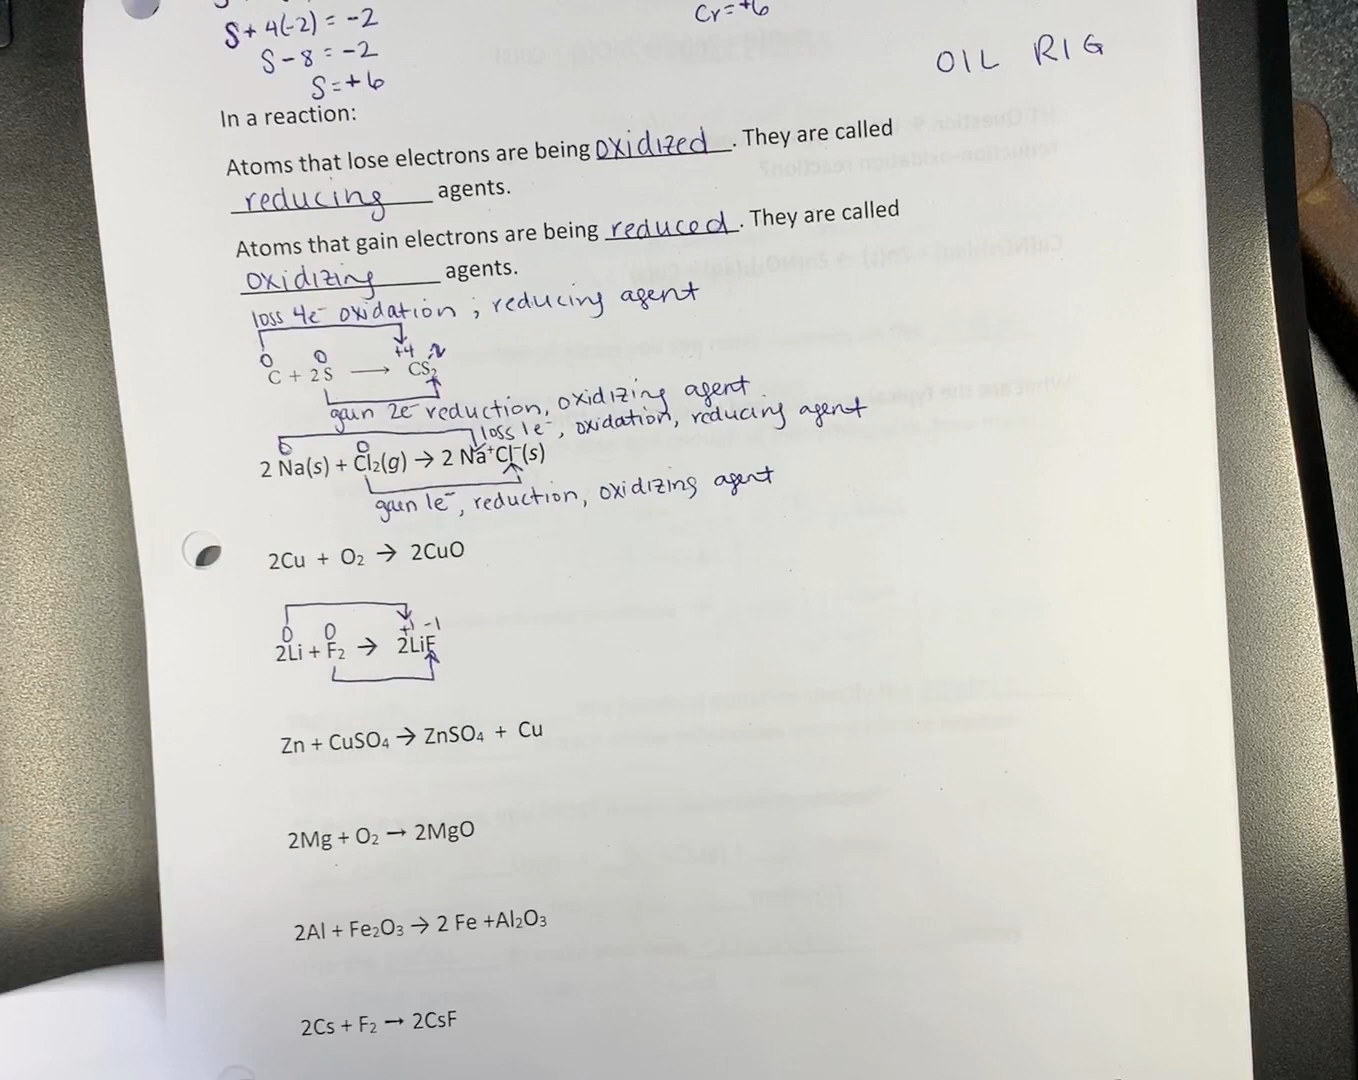 S + 4(-2) = -2
Cr = +6
S - 8 = -2
OIL RIG
S = +6
In a reaction:
Atoms that lose electrons are being oxidized. They are called
reducing agents.
Atoms that gain electrons are being reduced. They are called
oxidizing agents.
loss 4e⁻ oxidation ; reducing agent
0 0 +4 -2
C + 2S ⟶ CS₂
gain 2e⁻ reduction, oxidizing agent
loss 1e⁻, oxidation, reducing agent
0 0
2 Na(s) + Cl₂(g) → 2 Na⁺Cl⁻(s)
gain 1e⁻, reduction, oxidizing agent
2Cu + O₂ → 2CuO
0 0 +1 -1
2Li + F₂ → 2LiF
Zn + CuSO₄ → ZnSO₄ + Cu
2Mg + O₂ → 2MgO
2Al + Fe₂O₃ → 2 Fe +Al₂O₃
2Cs + F₂ → 2CsF